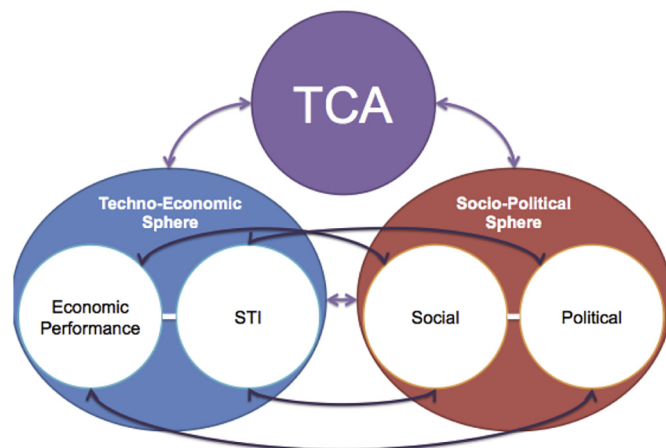 TCA
Techno-Economic
Sphere
Socio-Political
Sphere
Economic
Performance
STI
Social
Political